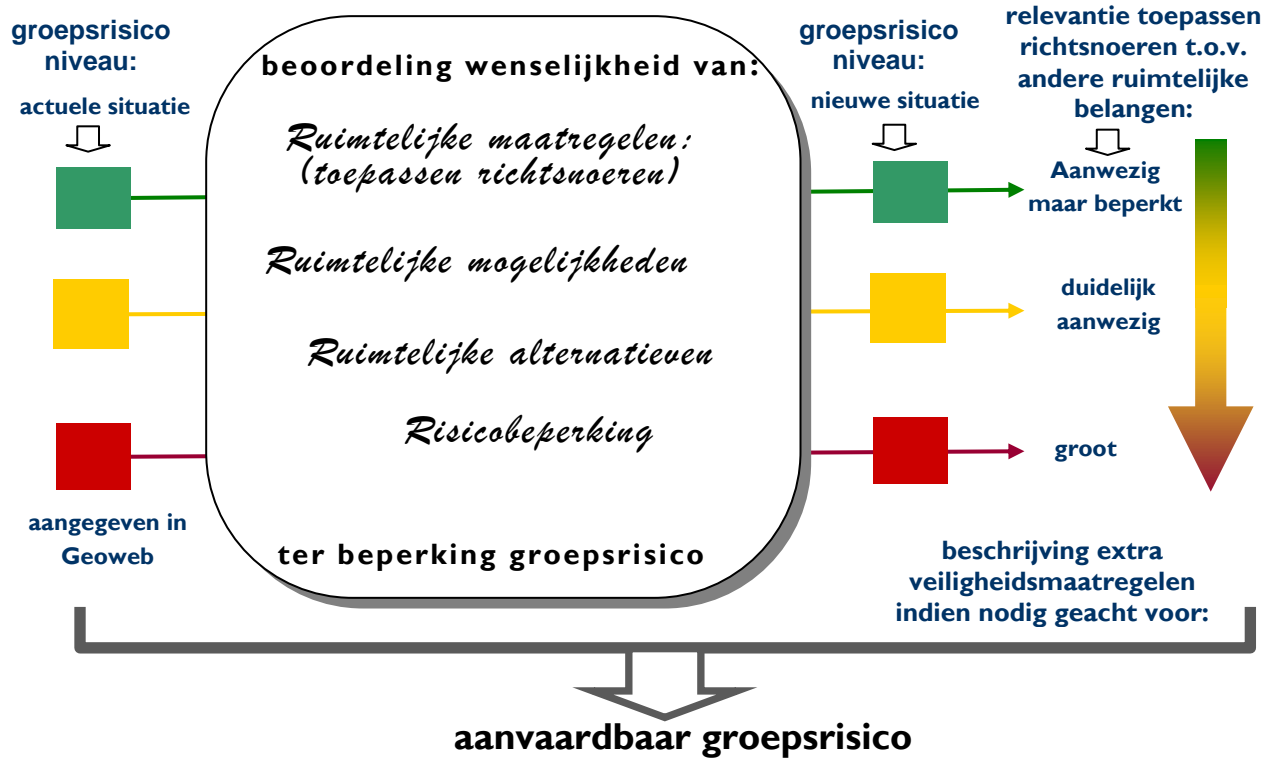 groepsrisico
niveau:
actuele situatie
aangegeven in
Geoweb
beoordeling wenselijkheid van:
Ruimtelijke maatregelen:
(toepassen richtsnoeren)
Ruimtelijke mogelijkheden
Ruimtelijke alternatieven
Risicobeperking
ter beperking groepsrisico
groepsrisico
niveau:
nieuwe situatie
relevantie toepassen
richtsnoeren t.o.v.
andere ruimtelijke
belangen:
Aanwezig
maar beperkt
duidelijk
aanwezig
groot
beschrijving extra
veiligheidsmaatregelen
indien nodig geacht voor:
aanvaardbaar groepsrisico